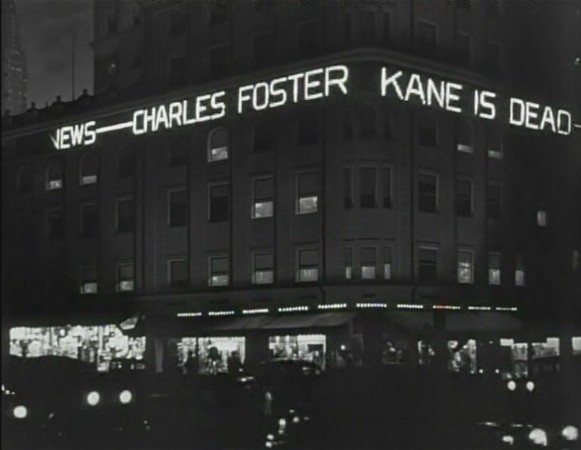 NEWS—CHARLES FOSTER KANE IS DEAD—